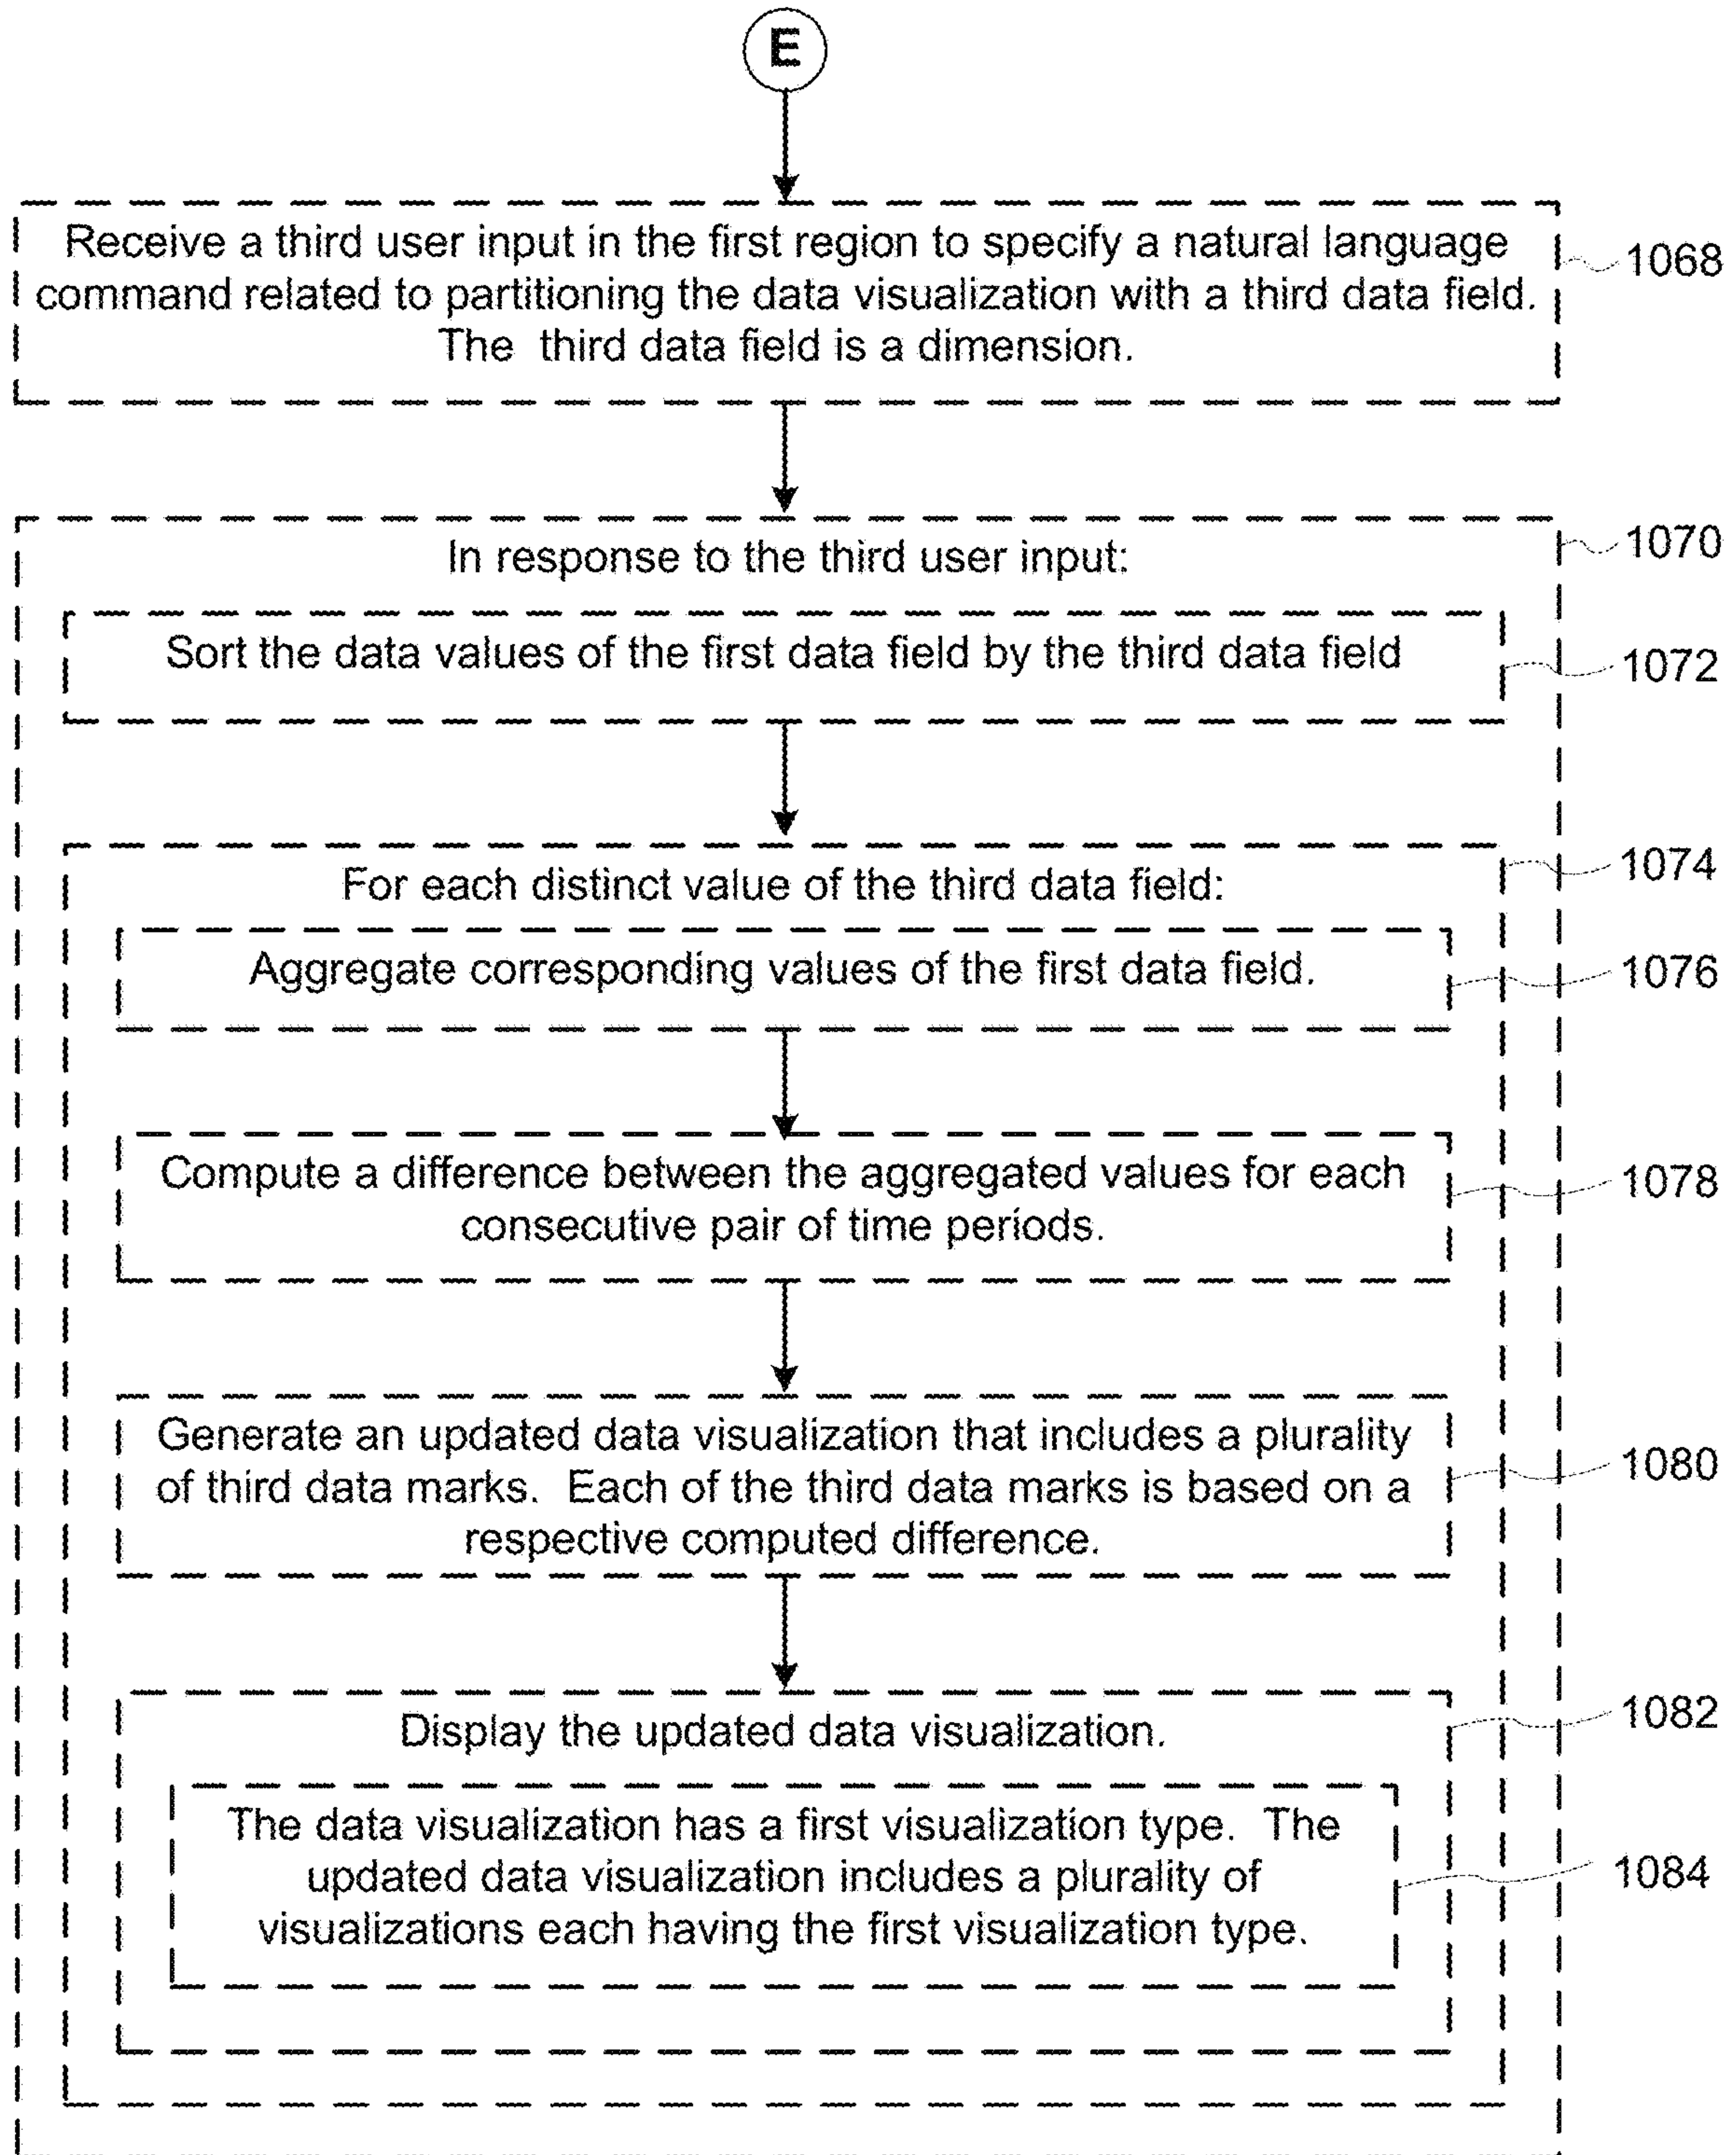 E
Receive a third user input in the first region to specify a natural language
command related to partitioning the data visualization with a third data field.
The third data field is a dimension.
1068
In response to the third user input:
1070
Sort the data values of the first data field by the third data field
1072
For each distinct value of the third data field:
1074
Aggregate corresponding values of the first data field.
1076
Compute a difference between the aggregated values for each
consecutive pair of time periods.
1078
Generate an updated data visualization that includes a plurality
of third data marks. Each of the third data marks is based on a
respective computed difference.
1080
Display the updated data visualization.
1082
The data visualization has a first visualization type. The
updated data visualization includes a plurality of
visualizations each having the first visualization type.
1084